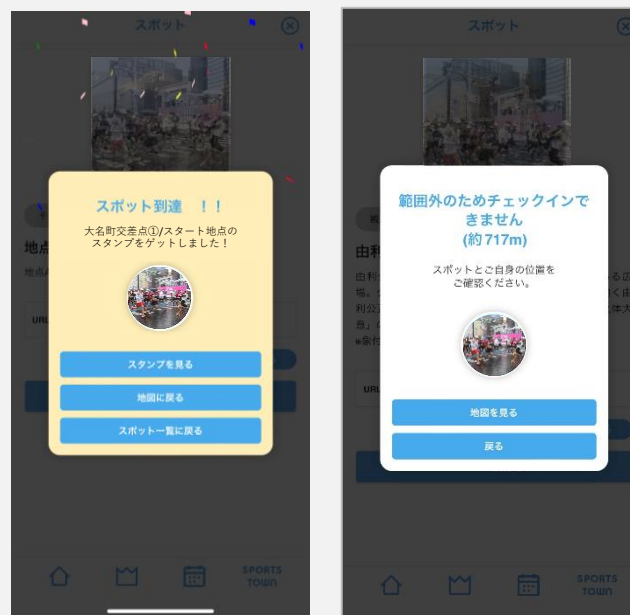 スポット
スポット到達　！！
大名町交差点①/スタート地点の
スタンプをゲットしました！
地点
URL
スタンプを見る
地図に戻る
スポット一覧に戻る
SPORTS
TOWN
スポット
範囲外のためチェックインで
きません
(約717m)
スポットとご自身の位置を
ご確認ください。
由利
URL
地図を見る
戻る
SPORTS
TOWN